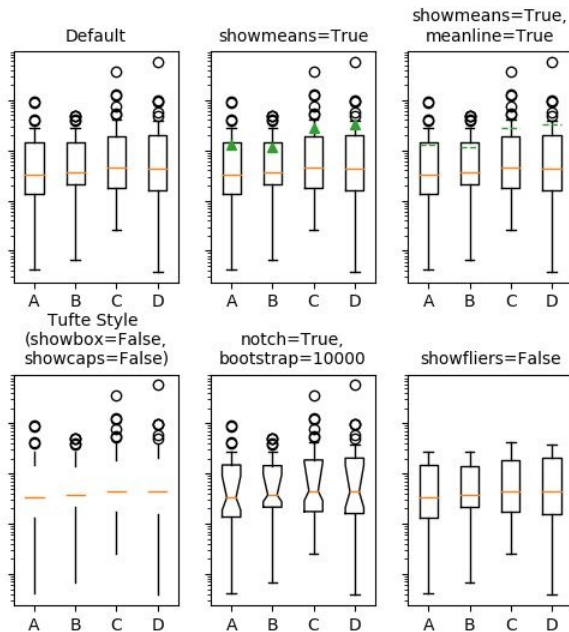 Default
showmeans=True
showmeans=True,
meanline=True
A B C D
A B C D
A B C D
Tufte Style
(showbox=False,
showcaps=False)
notch=True,
bootstrap=10000
showfliers=False
A B C D
A B C D
A B C D